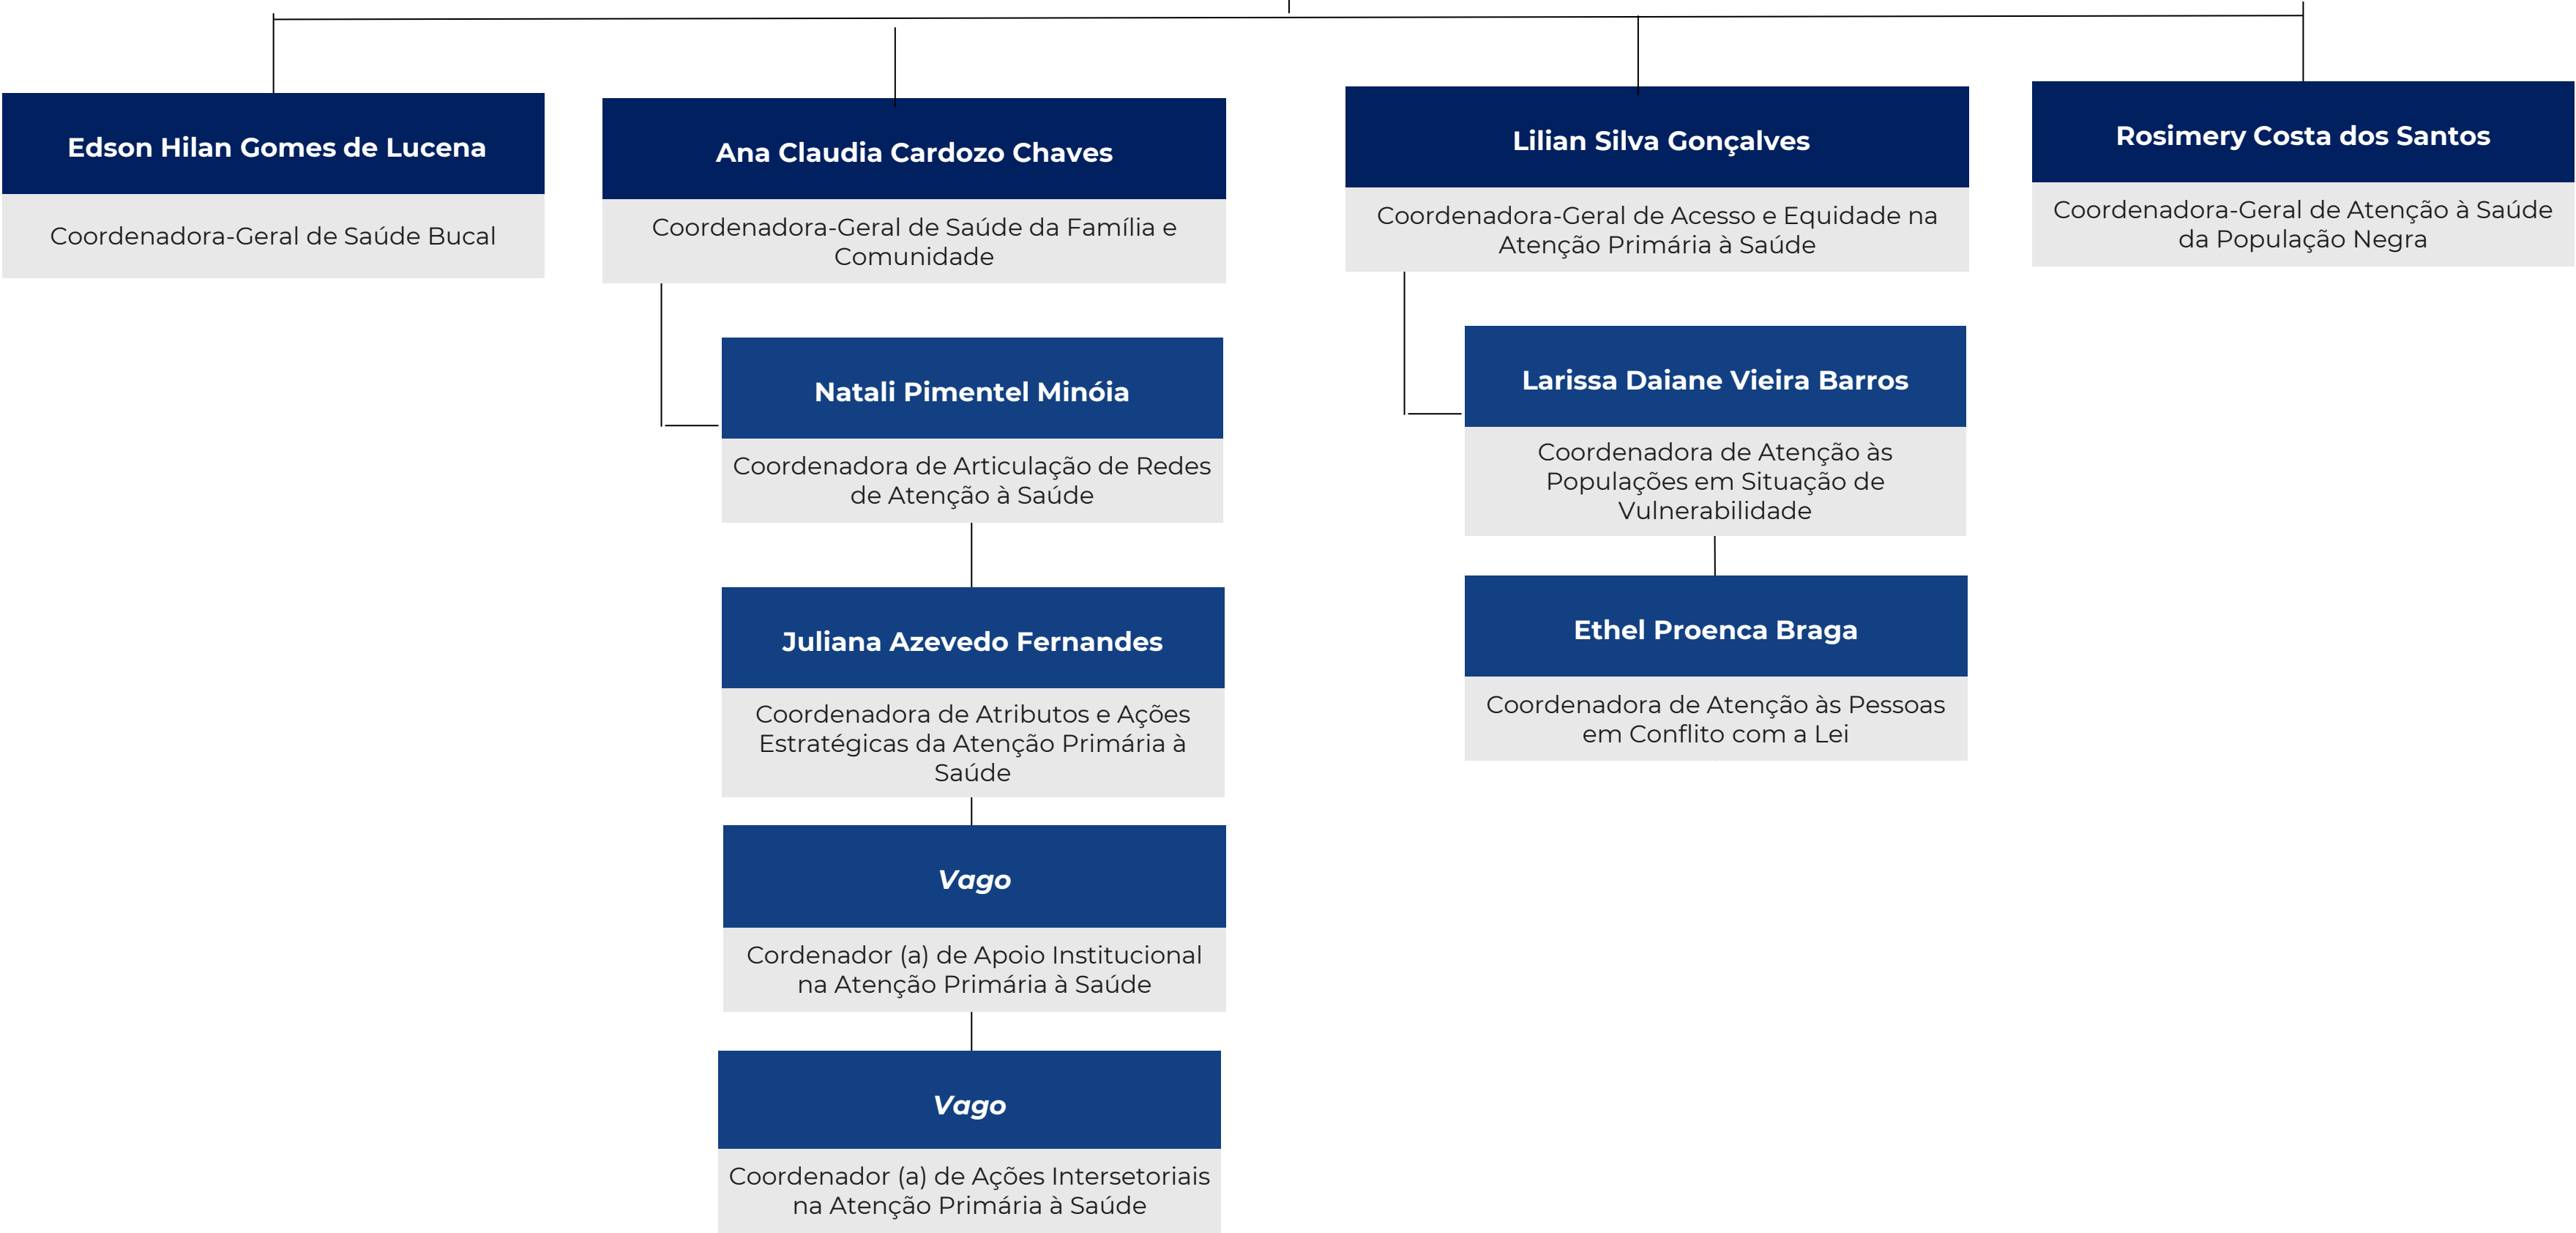 Edson Hilan Gomes de Lucena
Coordenadora-Geral de Saúde Bucal
Ana Claudia Cardozo Chaves
Coordenadora-Geral de Saúde da Família e
Comunidade
Natali Pimentel Minóia
Coordenadora de Articulação de Redes
de Atenção à Saúde
Juliana Azevedo Fernandes
Coordenadora de Atributos e Ações
Estratégicas da Atenção Primária à
Saúde
Vago
Cordenador (a) de Apoio Institucional
na Atenção Primária à Saúde
Vago
Coordenador (a) de Ações Intersetoriais
na Atenção Primária à Saúde
Lilian Silva Gonçalves
Coordenadora-Geral de Acesso e Equidade na
Atenção Primária à Saúde
Larissa Daiane Vieira Barros
Coordenadora de Atenção às
Populações em Situação de
Vulnerabilidade
Ethel Proenca Braga
Coordenadora de Atenção às Pessoas
em Conflito com a Lei
Rosimery Costa dos Santos
Coordenadora-Geral de Atenção à Saúde
da População Negra